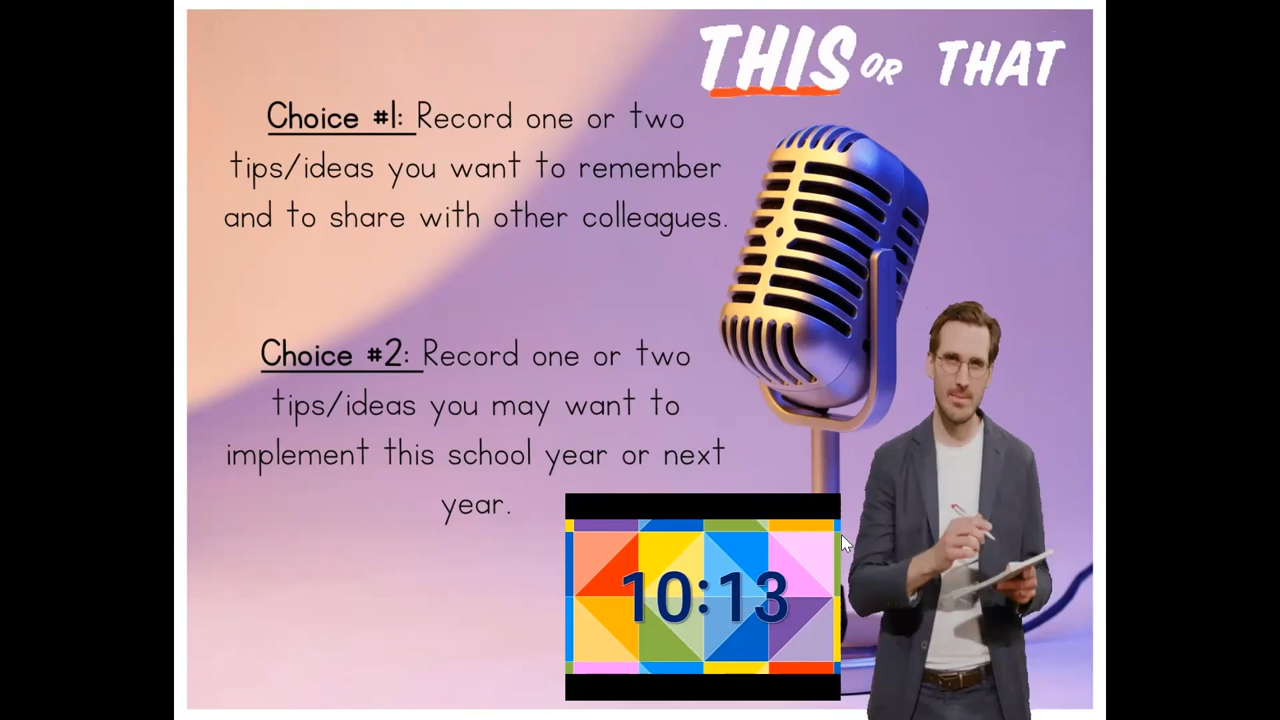 THIS OR THAT
Choice #1: Record one or two
tips/ideas you want to remember
and to share with other colleagues.
Choice #2: Record one or two
tips/ideas you may want to
implement this school year or next
year.
10:13